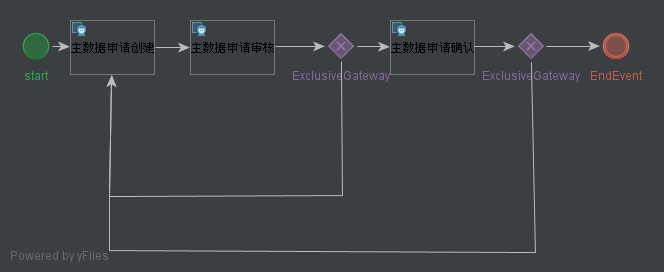 主数据申请创建
主数据申请审核
主数据申请确认
start
ExclusiveGateway
ExclusiveGateway
EndEvent
Powered by yFiles